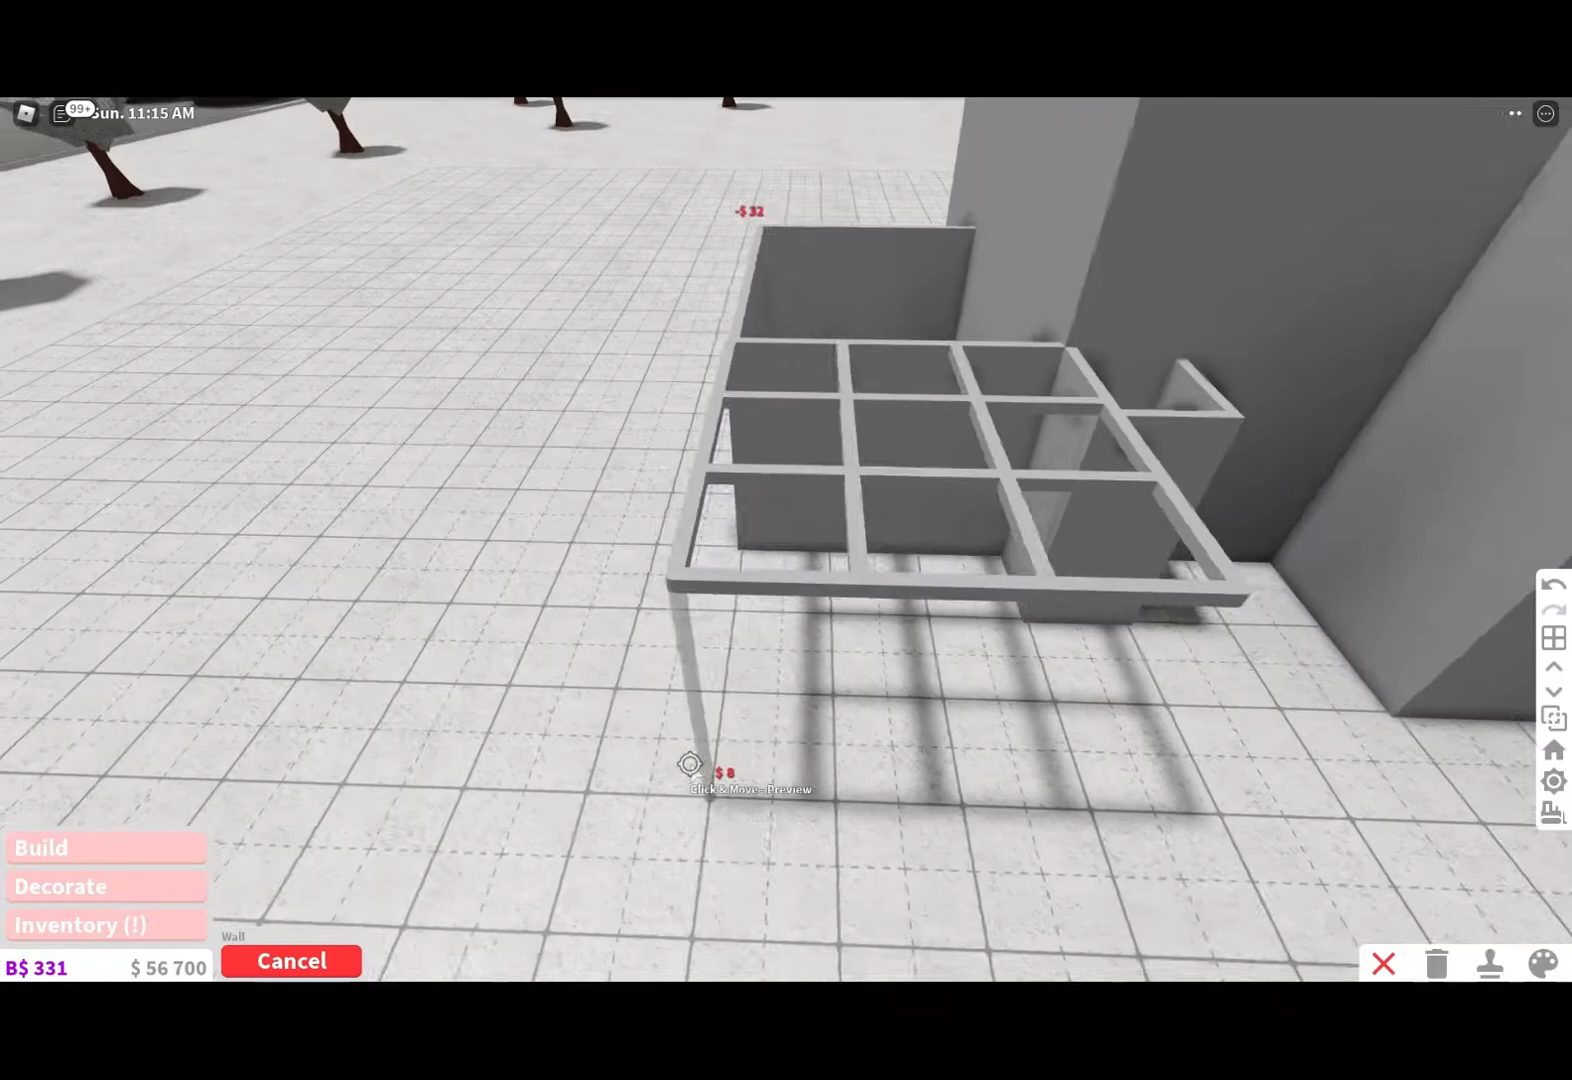 99+
Sun. 11:15 AM
-$ 32
$ 8
Click & Move - Preview
Build
Decorate
Inventory (!)
Wall
B$ 331
$ 56 700
Cancel